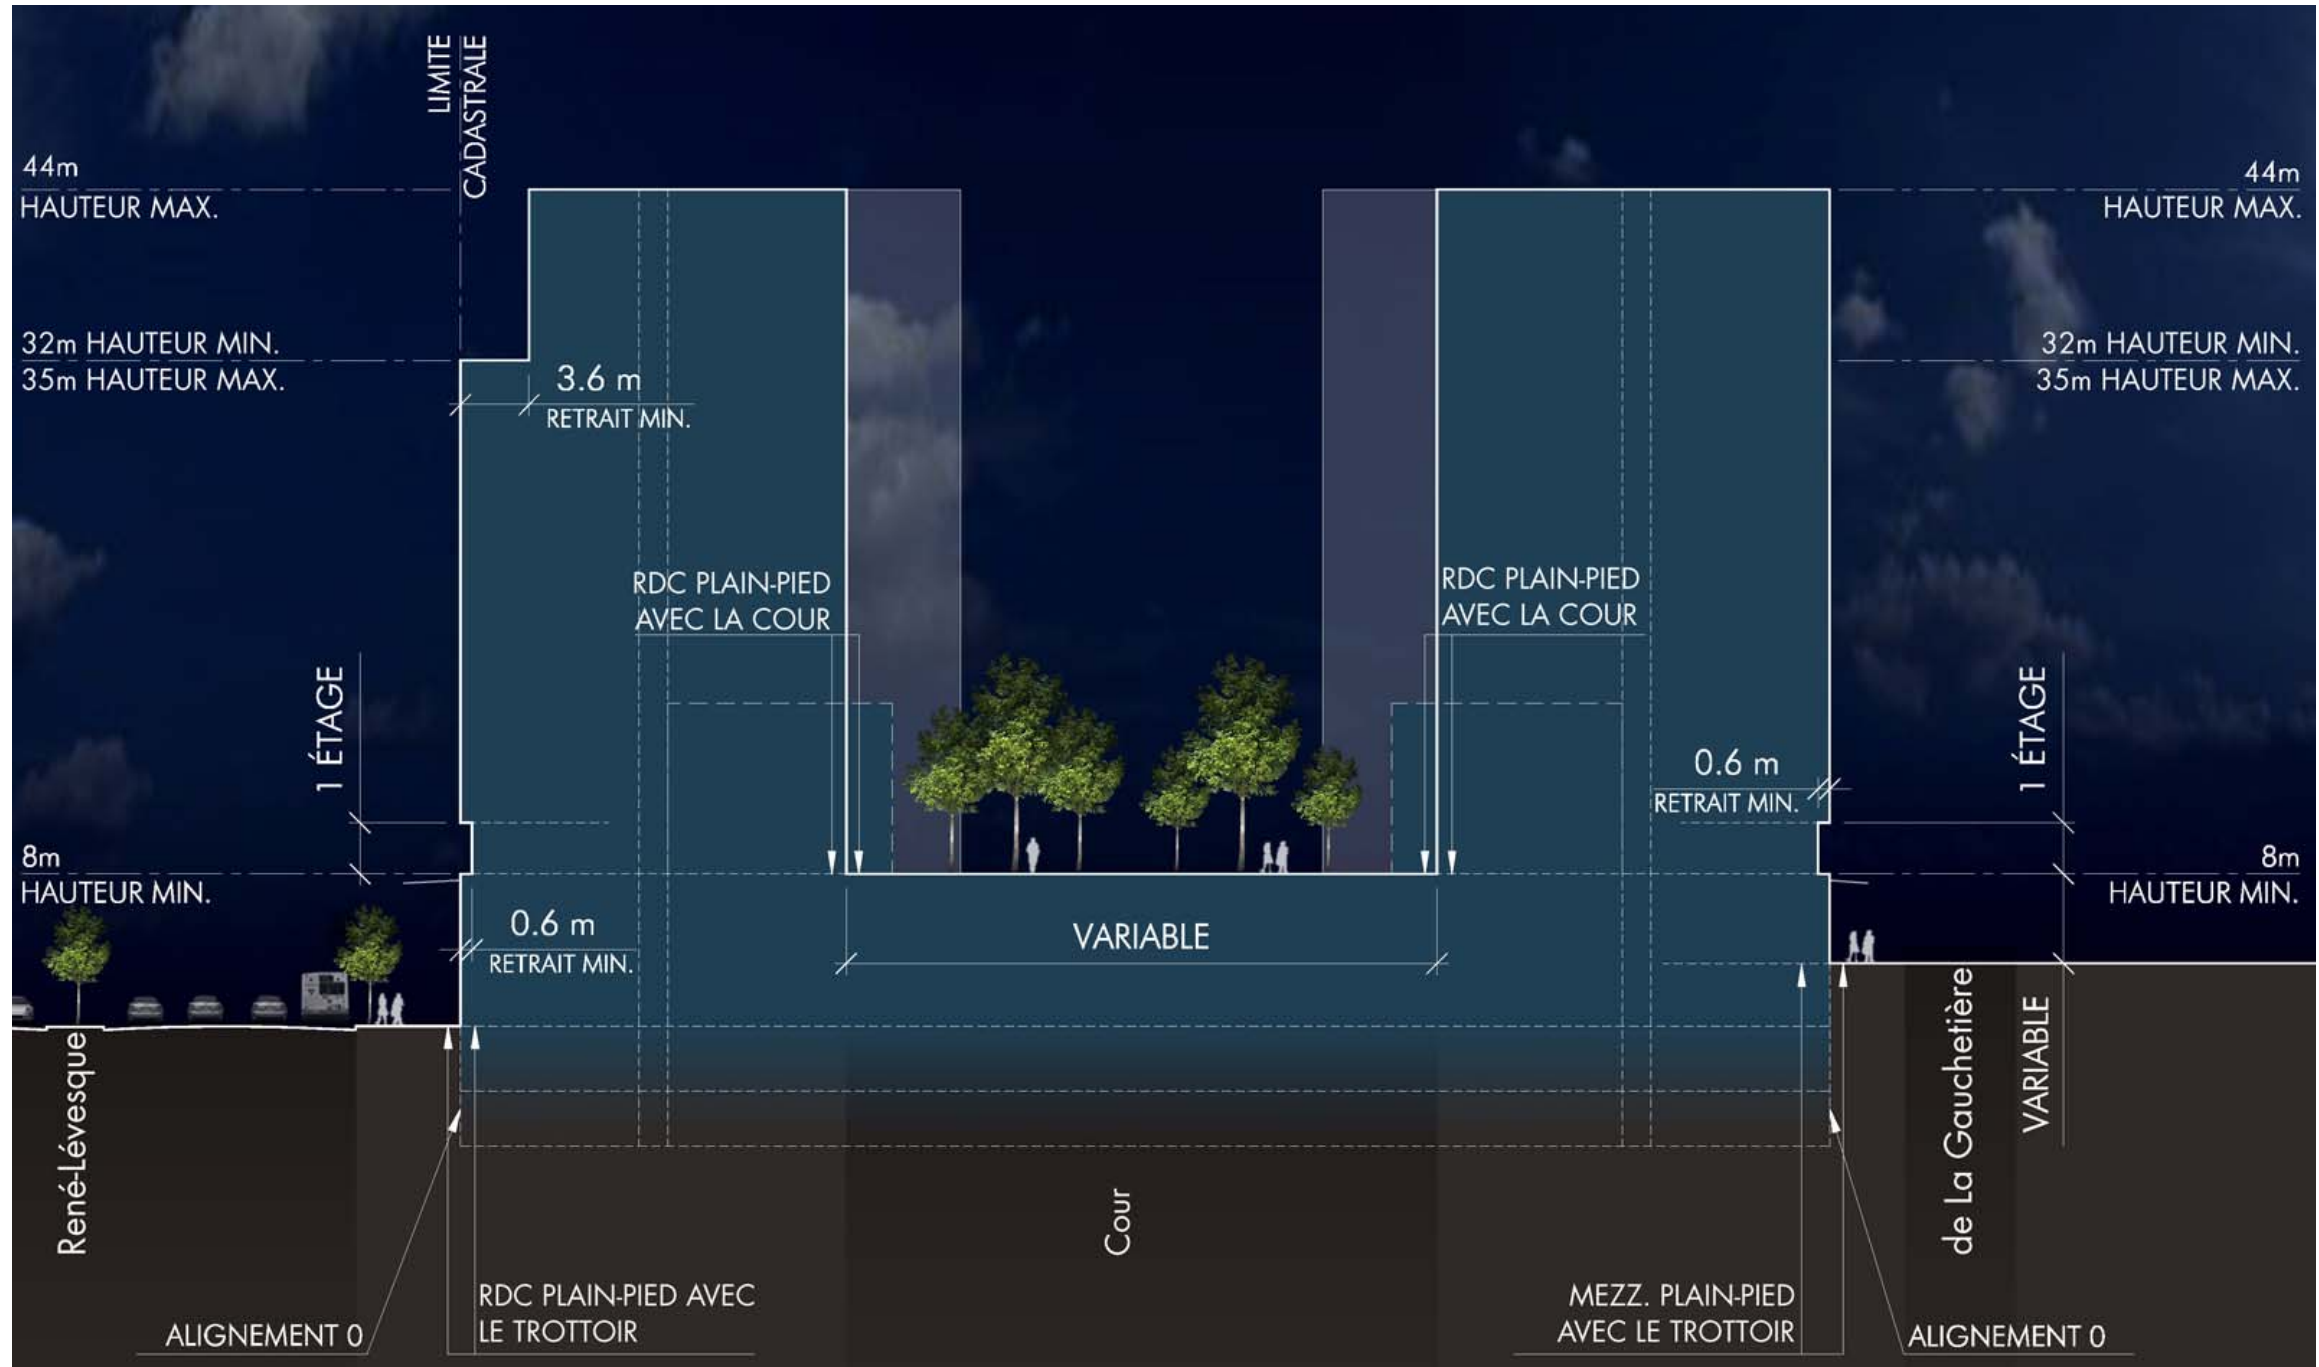 LIMITE
CADASTRALE
44m
HAUTEUR MAX.
44m
HAUTEUR MAX.
32m HAUTEUR MIN.
35m HAUTEUR MAX.
32m HAUTEUR MIN.
35m HAUTEUR MAX.
3.6 m
RETRAIT MIN.
RDC PLAIN-PIED
AVEC LA COUR
RDC PLAIN-PIED
AVEC LA COUR
1 ÉTAGE
1 ÉTAGE
0.6 m
RETRAIT MIN.
8m
HAUTEUR MIN.
8m
HAUTEUR MIN.
0.6 m
RETRAIT MIN.
VARIABLE
René-Lévesque
Cour
de La Gauchetière
VARIABLE
RDC PLAIN-PIED AVEC
LE TROTTOIR
MEZZ. PLAIN-PIED
AVEC LE TROTTOIR
ALIGNEMENT 0
ALIGNEMENT 0